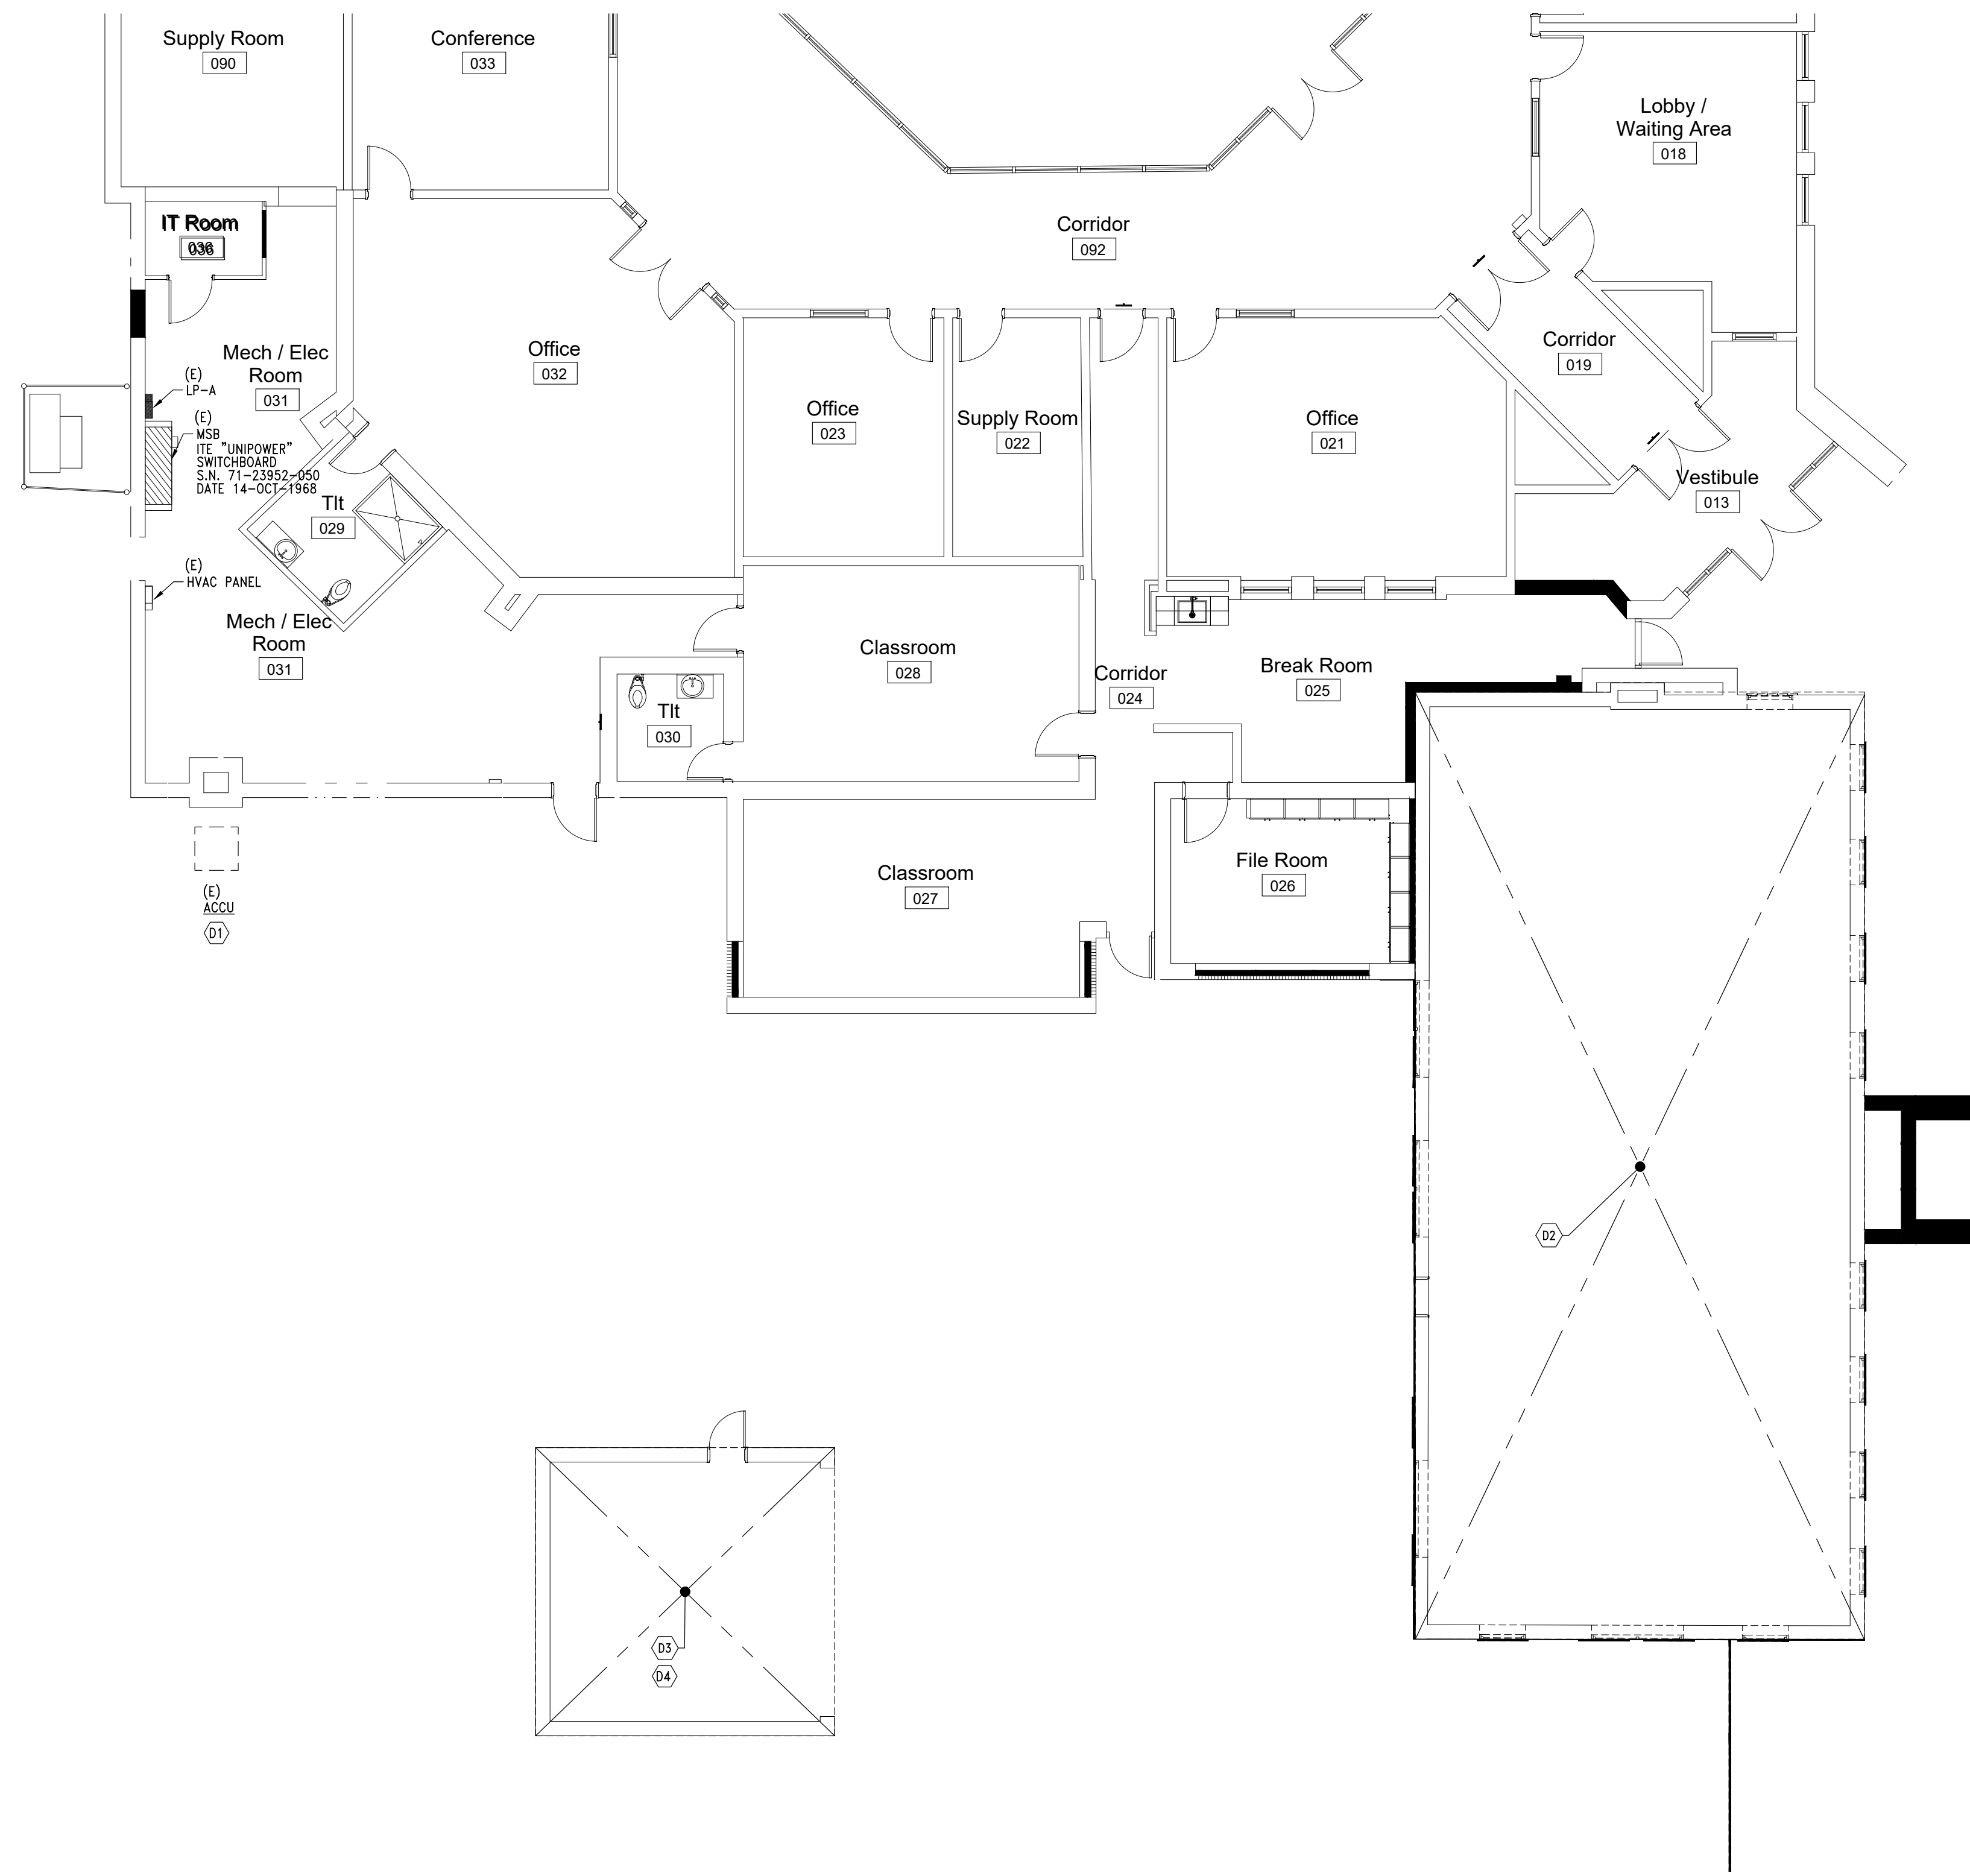 Supply Room
090
Conference
033
Lobby /
Waiting Area
018
IT Room
036
Corridor
092
Mech / Elec
Room
031
Office
032
Corridor
019
(E)
LP-A
(E)
MSB
ITE "UNIPOWER"
SWITCHBOARD
S.N. 71-23952-050
DATE 14-OCT-1968
Office
023
Supply Room
022
Office
021
Vestibule
013
Tlt
029
(E)
HVAC PANEL
Mech / Elec
Room
031
Classroom
028
Corridor
024
Break Room
025
Tlt
030
Classroom
027
File Room
026
(E)
ACCU
D1
D2
D3
D4